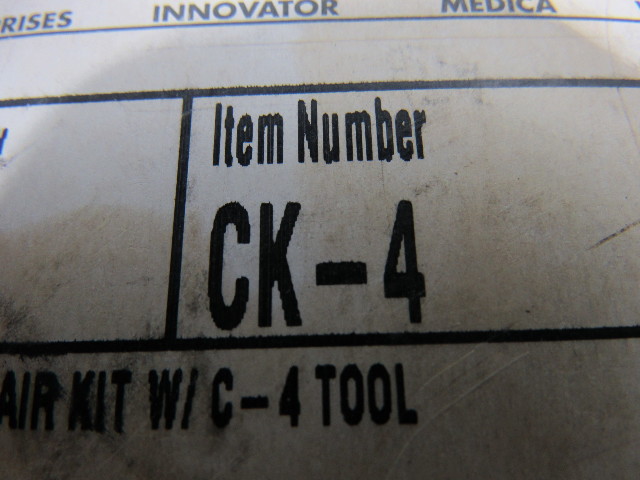 RISES INNOVATOR MEDICA
Item Number
CK-4
AIR KIT W/ C-4 TOOL